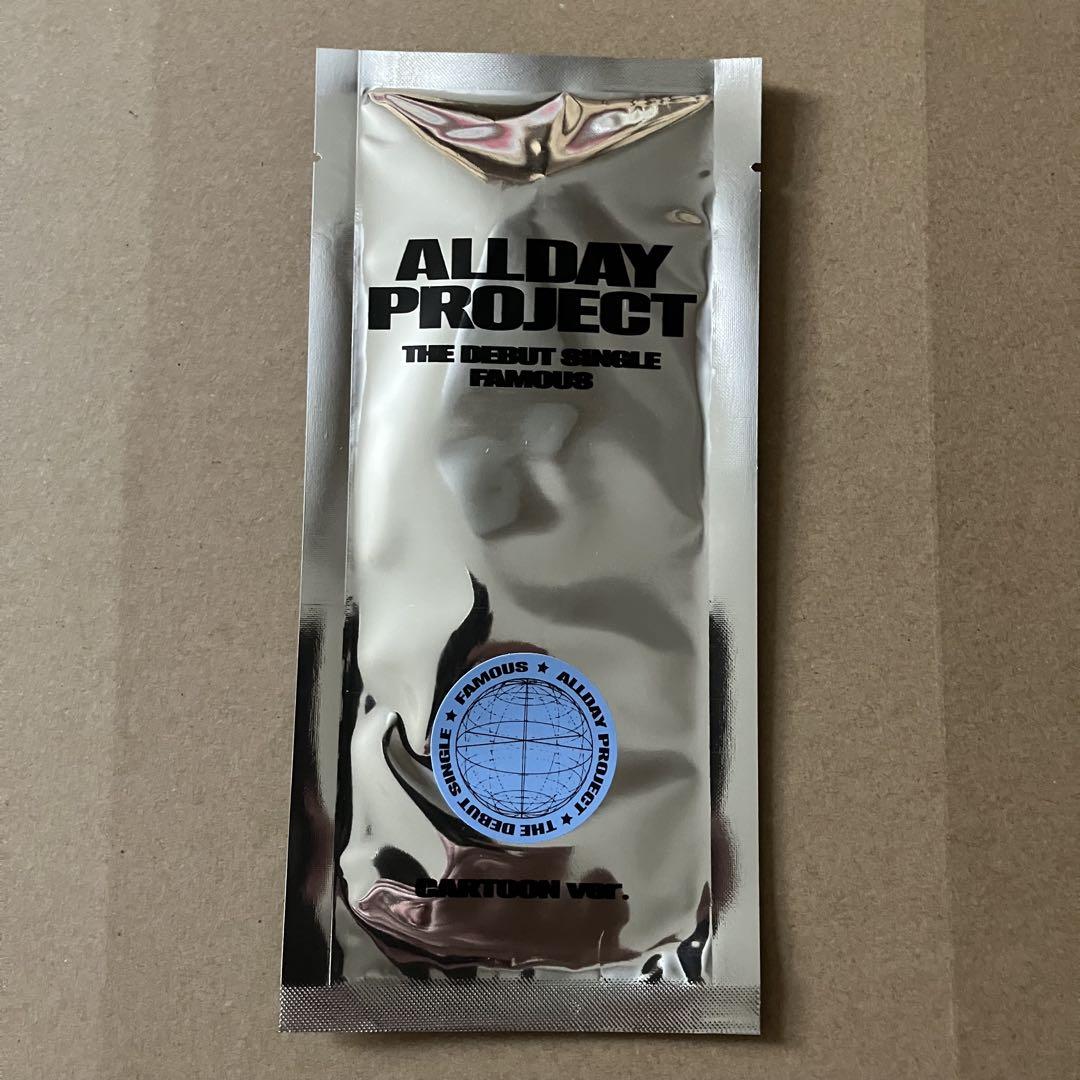 ALLDAY
PROJECT
THE DEBUT SINGLE
FAMOUS
FAMOUS ★ ALLDAY PROJECT ★ THE DEBUT SINGLE ★
CARTOON ver.